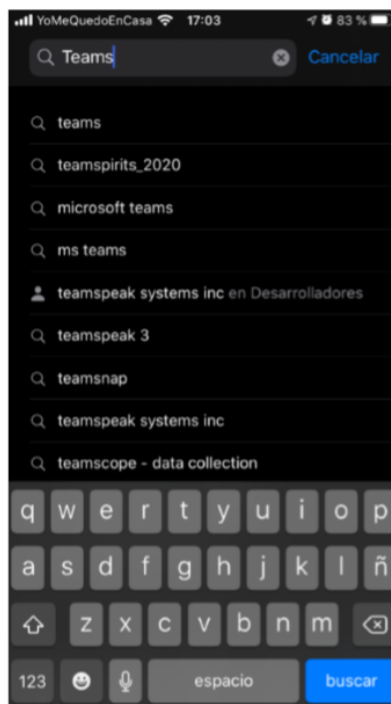 YoMeQuedoEnCasa 17:03 83 %
Teams Cancelar
teams
teamspirits_2020
microsoft teams
ms teams
teamspeak systems inc en Desarrolladores
teamspeak 3
teamsnap
teamspeak systems inc
teamscope - data collection
q w e r t y u i o p
a s d f g h j k l ñ
z x c v b n m
123 espacio buscar